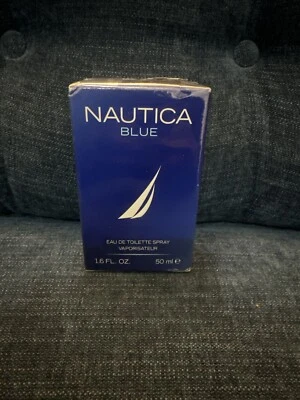 NAUTICA
BLUE
EAU DE TOILETTE SPRAY
VAPORISATEUR
1.6 FL. OZ. 50 ml ℮